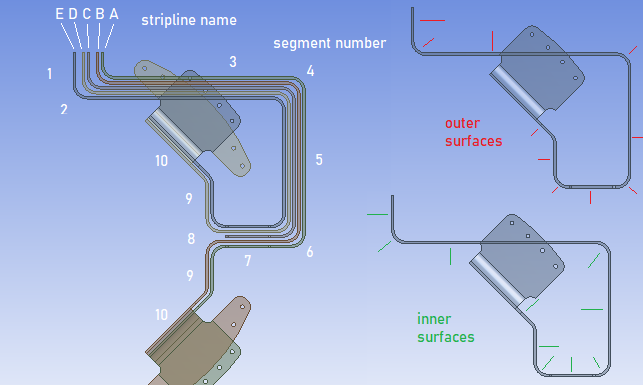 E D C B A
stripline name
segment number
1
2
3
4
5
6
7
8
9
10
9
10
outer
surfaces
inner
surfaces